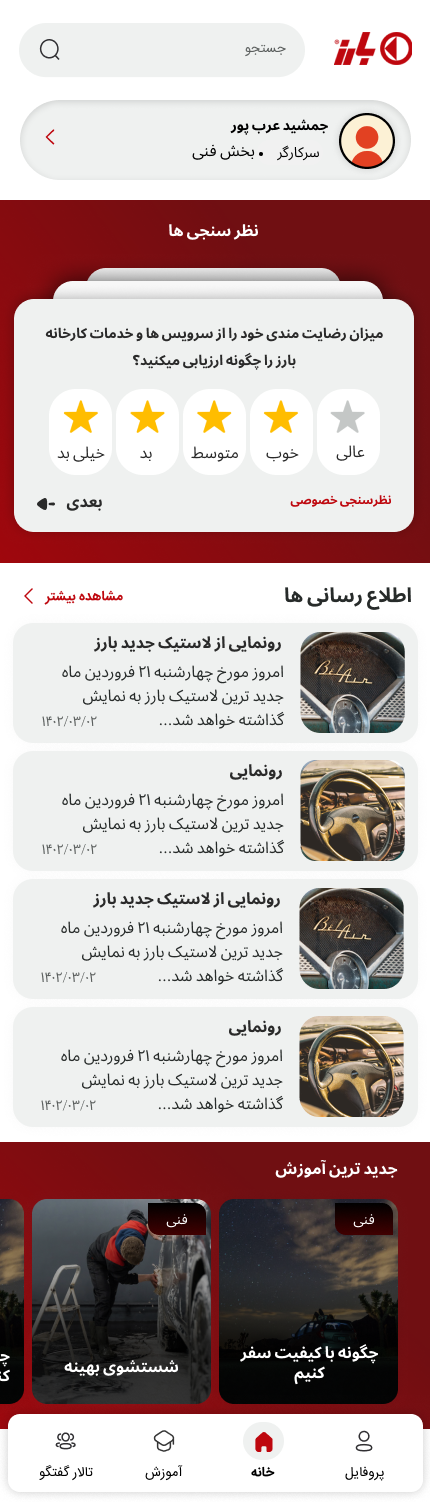 بارز
جستجو
جمشید عرب پور
سرکارگر • بخش فنی
نظر سنجی ها
میزان رضایت مندی خود را از سرویس ها و خدمات کارخانه
بارز را چگونه ارزیابی میکنید؟
عالی
خوب
متوسط
بد
خیلی بد
نظرسنجی خصوصی
بعدی
اطلاع رسانی ها
مشاهده بیشتر
رونمایی از لاستیک جدید بارز
امروز مورخ چهارشنبه ۲۱ فروردین ماه
جدید ترین لاستیک بارز به نمایش
گذاشته خواهد شد...
۱۴۰۲/۰۳/۰۲
رونمایی
امروز مورخ چهارشنبه ۲۱ فروردین ماه
جدید ترین لاستیک بارز به نمایش
گذاشته خواهد شد...
۱۴۰۲/۰۳/۰۲
رونمایی از لاستیک جدید بارز
امروز مورخ چهارشنبه ۲۱ فروردین ماه
جدید ترین لاستیک بارز به نمایش
گذاشته خواهد شد...
۱۴۰۲/۰۳/۰۲
رونمایی
امروز مورخ چهارشنبه ۲۱ فروردین ماه
جدید ترین لاستیک بارز به نمایش
گذاشته خواهد شد...
۱۴۰۲/۰۳/۰۲
جدید ترین آموزش
فنی
چگونه با کیفیت سفر
کنیم
فنی
شستشوی بهینه
پروفایل
خانه
آموزش
تالار گفتگو